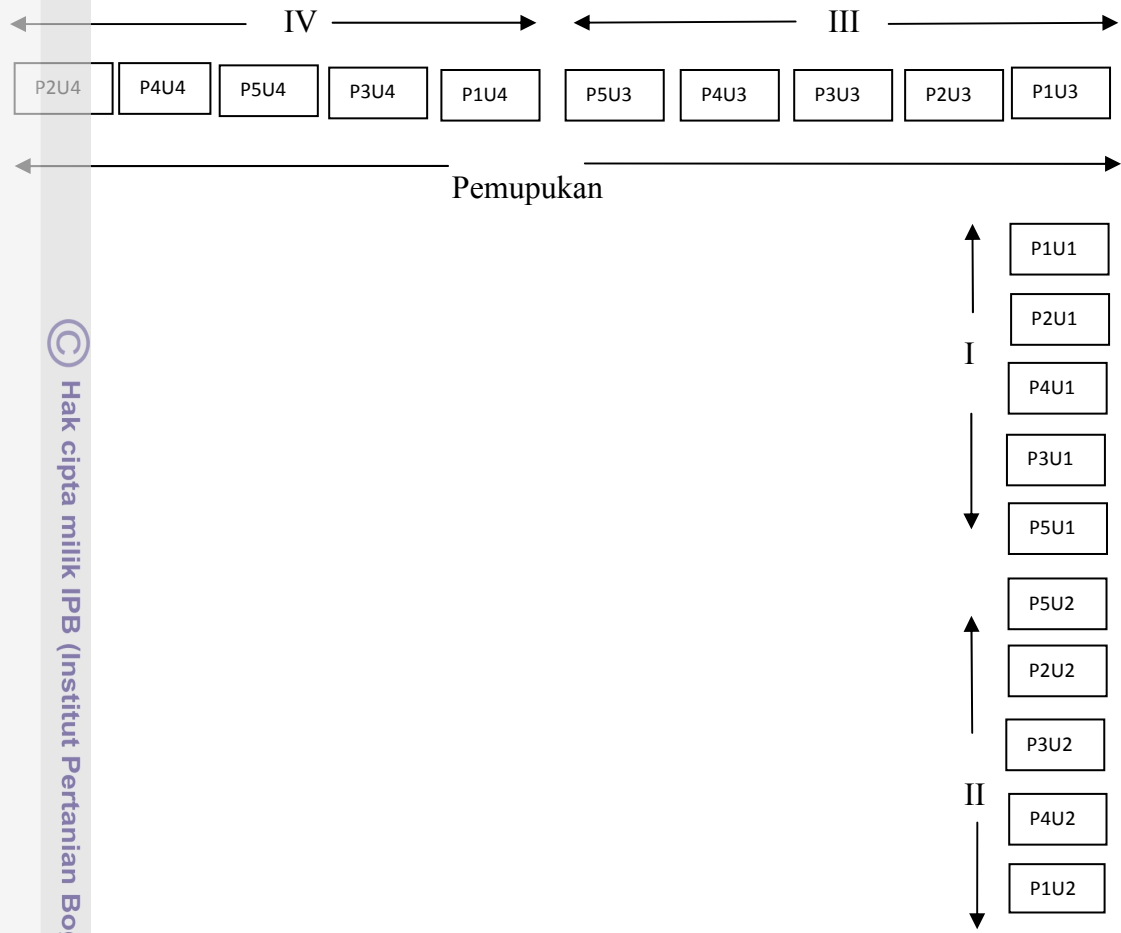 IV III
P2U4 P4U4 P5U4 P3U4 P1U4 P5U3 P4U3 P3U3 P2U3 P1U3
Pemupukan
P1U1
P2U1
I
P4U1
P3U1
P5U1
P5U2
P2U2
P3U2
II
P4U2
P1U2
© Hak cipta milik IPB (Institut Pertanian Bog